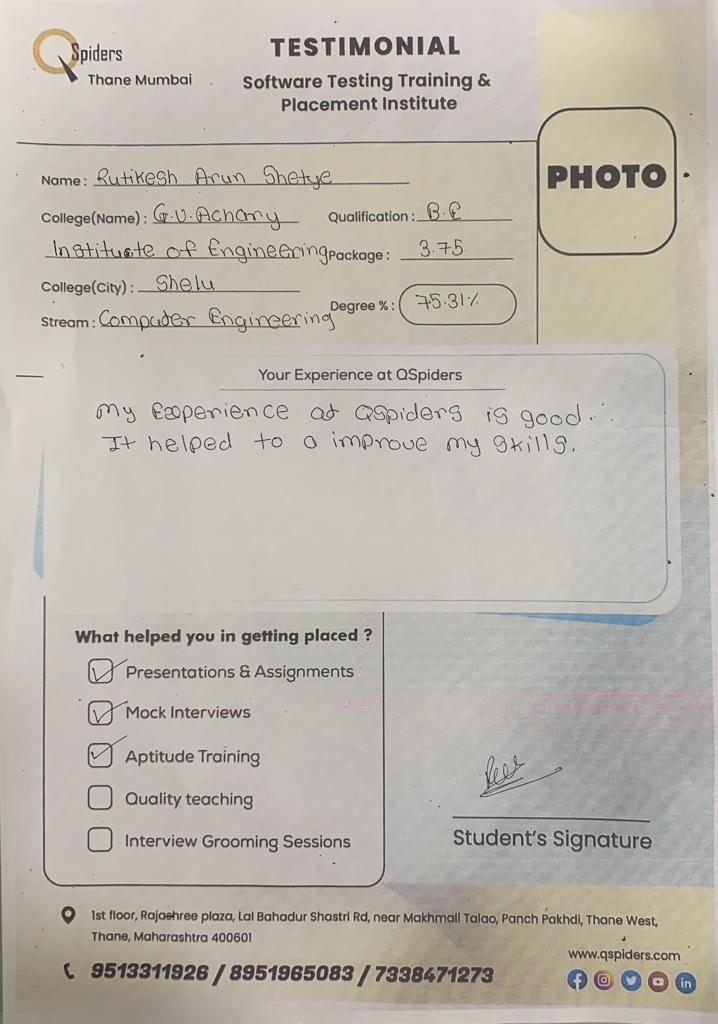 QSpiders
Thane Mumbai
TESTIMONIAL
Software Testing Training &
Placement Institute
PHOTO
Name: Rutikesh Arun Shetye
College(Name): G.V.Achary Qualification: B.E
Instituote of Engineering Package: 3.75
College(City): Shelu
Degree %: 75.31%
Stream: Computer Engineering
Your Experience at QSpiders
my Experience at QSpiders is good.
It helped to a improve my skills.
What helped you in getting placed ?
Presentations & Assignments
Mock Interviews
Aptitude Training
Quality teaching
Interview Grooming Sessions
Student's Signature
1st floor, Rajashree plaza, Lal Bahadur Shastri Rd, near Makhmali Talao, Panch Pakhdi, Thane West,
Thane, Maharashtra 400601
9513311926 / 8951965083 / 7338471273
www.qspiders.com